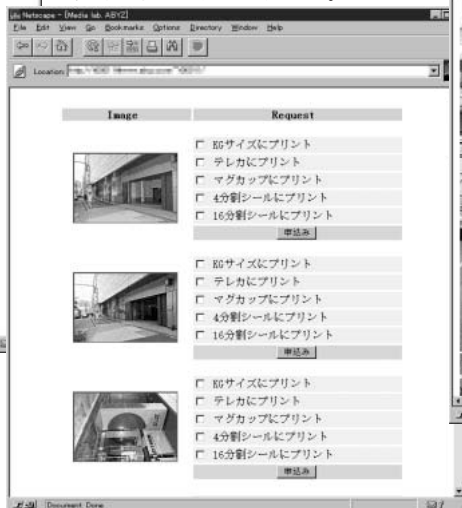 Netscape - [Media lab. ABYZ]
File Edit View Go Bookmarks Options Directory Window Help
Location:
Image Request
KGサイズにプリント
テレカにプリント
マグカップにプリント
4分割シールにプリント
16分割シールにプリント
申込み
KGサイズにプリント
テレカにプリント
マグカップにプリント
4分割シールにプリント
16分割シールにプリント
申込み
KGサイズにプリント
テレカにプリント
マグカップにプリント
4分割シールにプリント
16分割シールにプリント
申込み
Document: Done